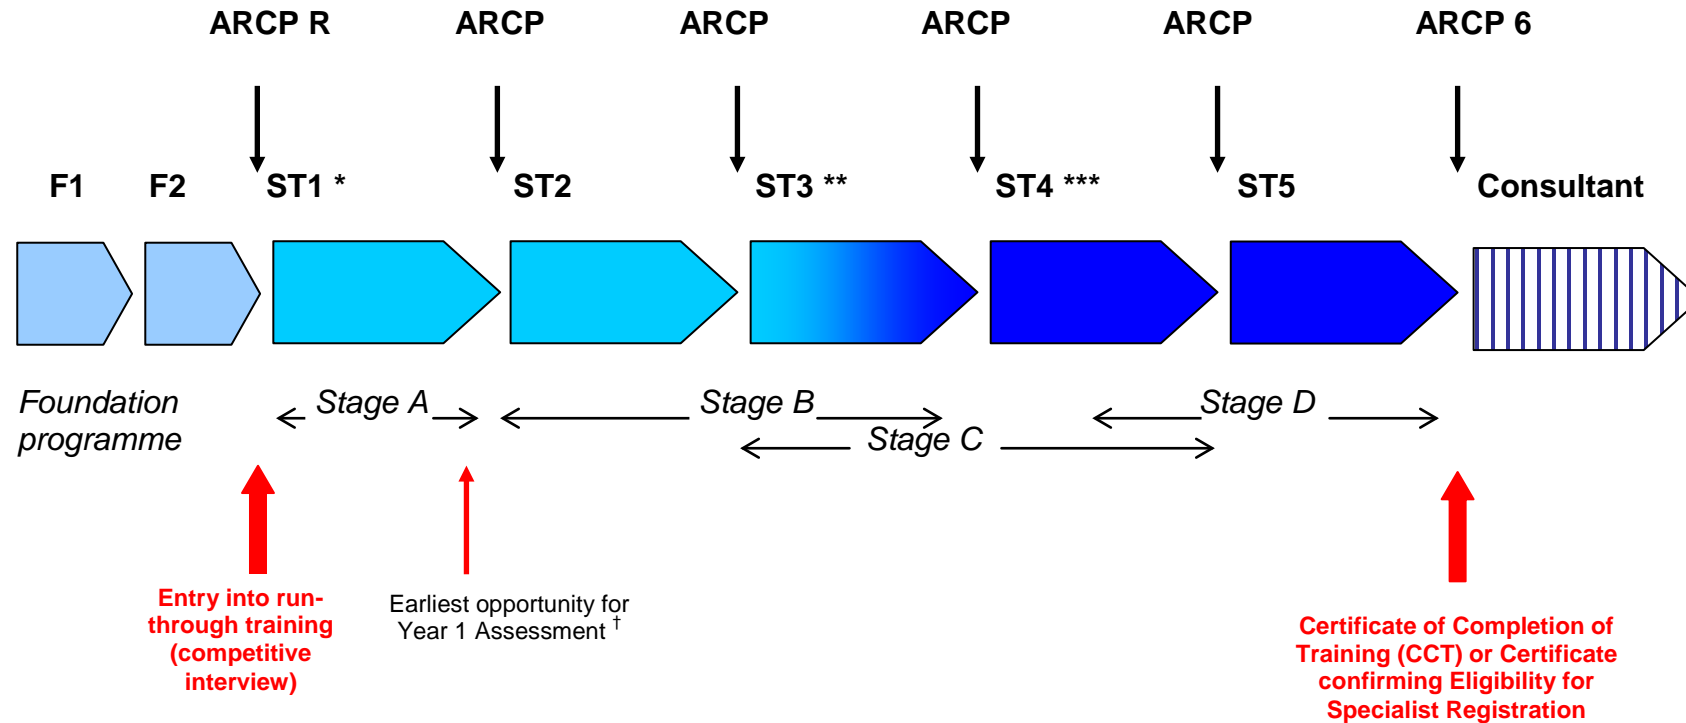 ARCP R ARCP ARCP ARCP ARCP ARCP 6
F1 F2 ST1 * ST2 ST3 ** ST4 *** ST5 Consultant
Foundation
programme
Stage A
Stage B
Stage C
Stage D
Entry into run-
through training
(competitive
interview)
Earliest opportunity for
Year 1 Assessment †
Certificate of Completion of
Training (CCT) or Certificate
confirming Eligibility for
Specialist Registration